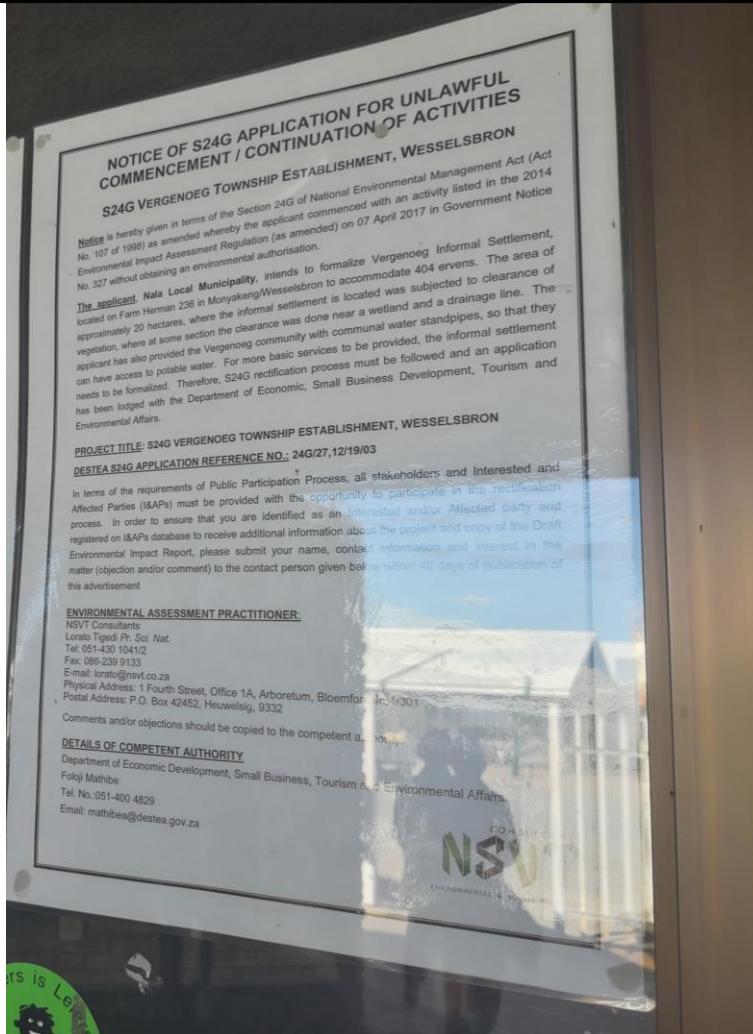 NOTICE OF S24G APPLICATION FOR UNLAWFUL
COMMENCEMENT / CONTINUATION OF ACTIVITIES
S24G VERGENOEG TOWNSHIP ESTABLISHMENT, WESSELSBRON
Notice is hereby given in terms of the Section 24G of National Environmental Management Act (Act
No. 107 of 1998) as amended whereby the applicant commenced with an activity listed in the 2014
Environmental Impact Assessment Regulation (as amended) on 07 April 2017 in Government Notice
No. 327 without obtaining an environmental authorisation.
The applicant, Nala Local Municipality, intends to formalize Vergenoeg Informal Settlement,
located on Farm Herman 236 in Monyakeng/Wesselsbron to accommodate 404 ervens. The area of
approximately 20 hectares, where the informal settlement is located was subjected to clearance of
vegetation, where at some section the clearance was done near a wetland and a drainage line. The
applicant has also provided the Vergenoeg community with communal water standpipes, so that they
can have access to potable water. For more basic services to be provided, the informal settlement
needs to be formalized. Therefore, S24G rectification process must be followed and an application
has been lodged with the Department of Economic, Small Business Development, Tourism and
Environmental Affairs.
PROJECT TITLE: S24G VERGENOEG TOWNSHIP ESTABLISHMENT, WESSELSBRON
DESTEA S24G APPLICATION REFERENCE NO.: 24G/27,12/19/03
In terms of the requirements of Public Participation Process, all stakeholders and Interested and
Affected Parties (I&APs) must be provided with the opportunity to participate in the rectification
process. In order to ensure that you are identified as an Interested and/or Affected party and
registered on I&APs database to receive additional information about the project and copy of the Draft
Environmental Impact Report, please submit your name, contact information and interest in the
matter (objection and/or comment) to the contact person given below within 40 days of publication of
this advertisement
ENVIRONMENTAL ASSESSMENT PRACTITIONER:
NSVT Consultants
Lorato Tigedi Pr. Sci. Nat.
Tel: 051-430 1041/2
Fax: 086-239 9133
E-mail: lorato@nsvt.co.za
Physical Address: 1 Fourth Street, Office 1A, Arboretum, 9301
Postal Address: P.O. Box 42452, Heuwelsig, 9332
Comments and/or objections should be copied to the competent
DETAILS OF COMPETENT AUTHORITY
Department of Economic Development, Small Business, Tourism and Environmental Affairs
Foloji Mathibe
Tel. No.:051-400 4829
Email: mathibea@destea.gov.za
NSVT